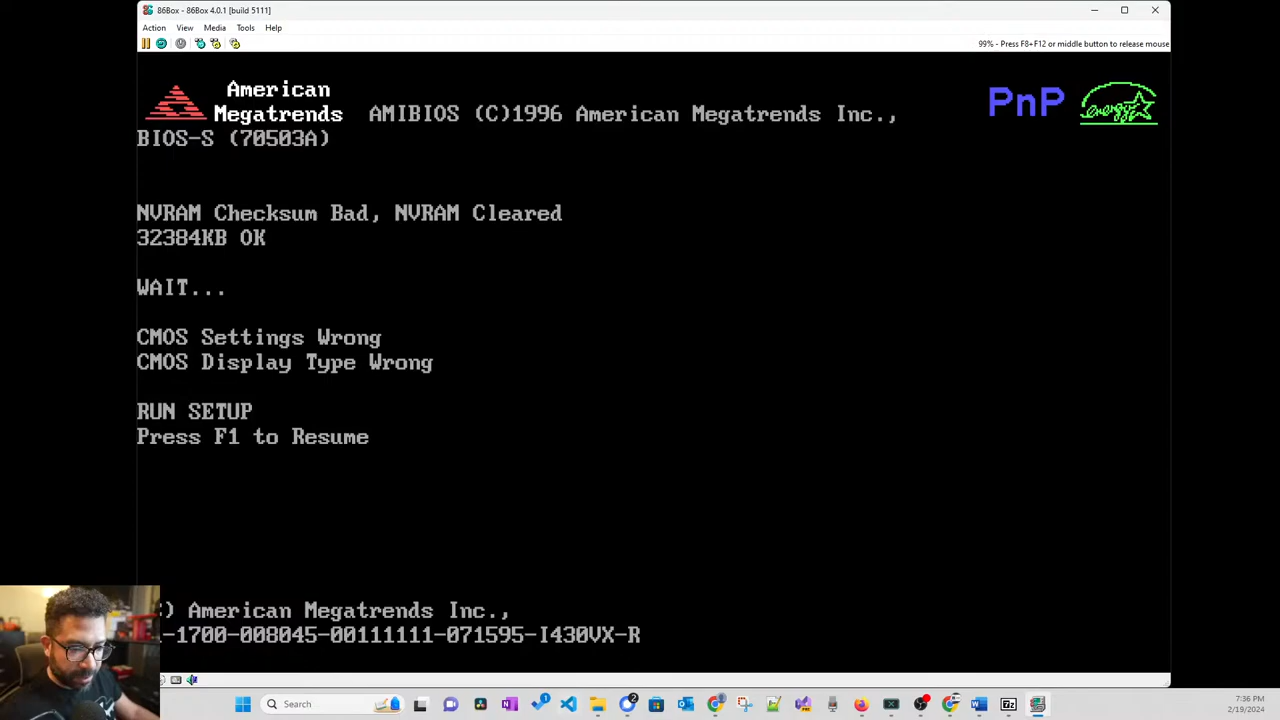 86Box - 86Box 4.0.1 [build 5111]
Action View Media Tools Help
99% - Press F8+F12 or middle button to release mouse
American
Megatrends AMIBIOS (C)1996 American Megatrends Inc.,
PnP energy
BIOS-S (70503A)
NVRAM Checksum Bad, NVRAM Cleared
32384KB OK
WAIT...
CMOS Settings Wrong
CMOS Display Type Wrong
RUN SETUP
Press F1 to Resume
) American Megatrends Inc.,
-1700-008045-00111111-071595-I430VX-R
Search
7:36 PM
2/19/2024